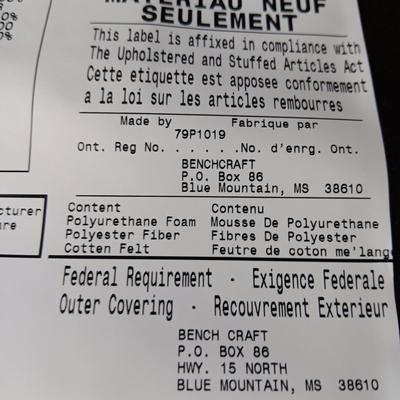 MATERIAU NEUF
SEULEMENT
This label is affixed in compliance with
The Upholstered and Stuffed Articles Act
Cette etiquette est apposee conformement
a la loi sur les articles rembourres
Made by Fabrique par
79P1019
Ont. Reg No. . . . . . .No. d'enrg. Ont.
BENCHCRAFT
P.O. Box 86
Blue Mountain, MS 38610
Content Contenu
Polyurethane Foam Mousse De Polyurethane
Polyester Fiber Fibres De Polyester
Cotten Felt Feutre de coton me'lang
Federal Requirement - Exigence Federale
Outer Covering - Recouvrement Exterieur
BENCH CRAFT
P.O. BOX 86
HWY. 15 NORTH
BLUE MOUNTAIN, MS 38610